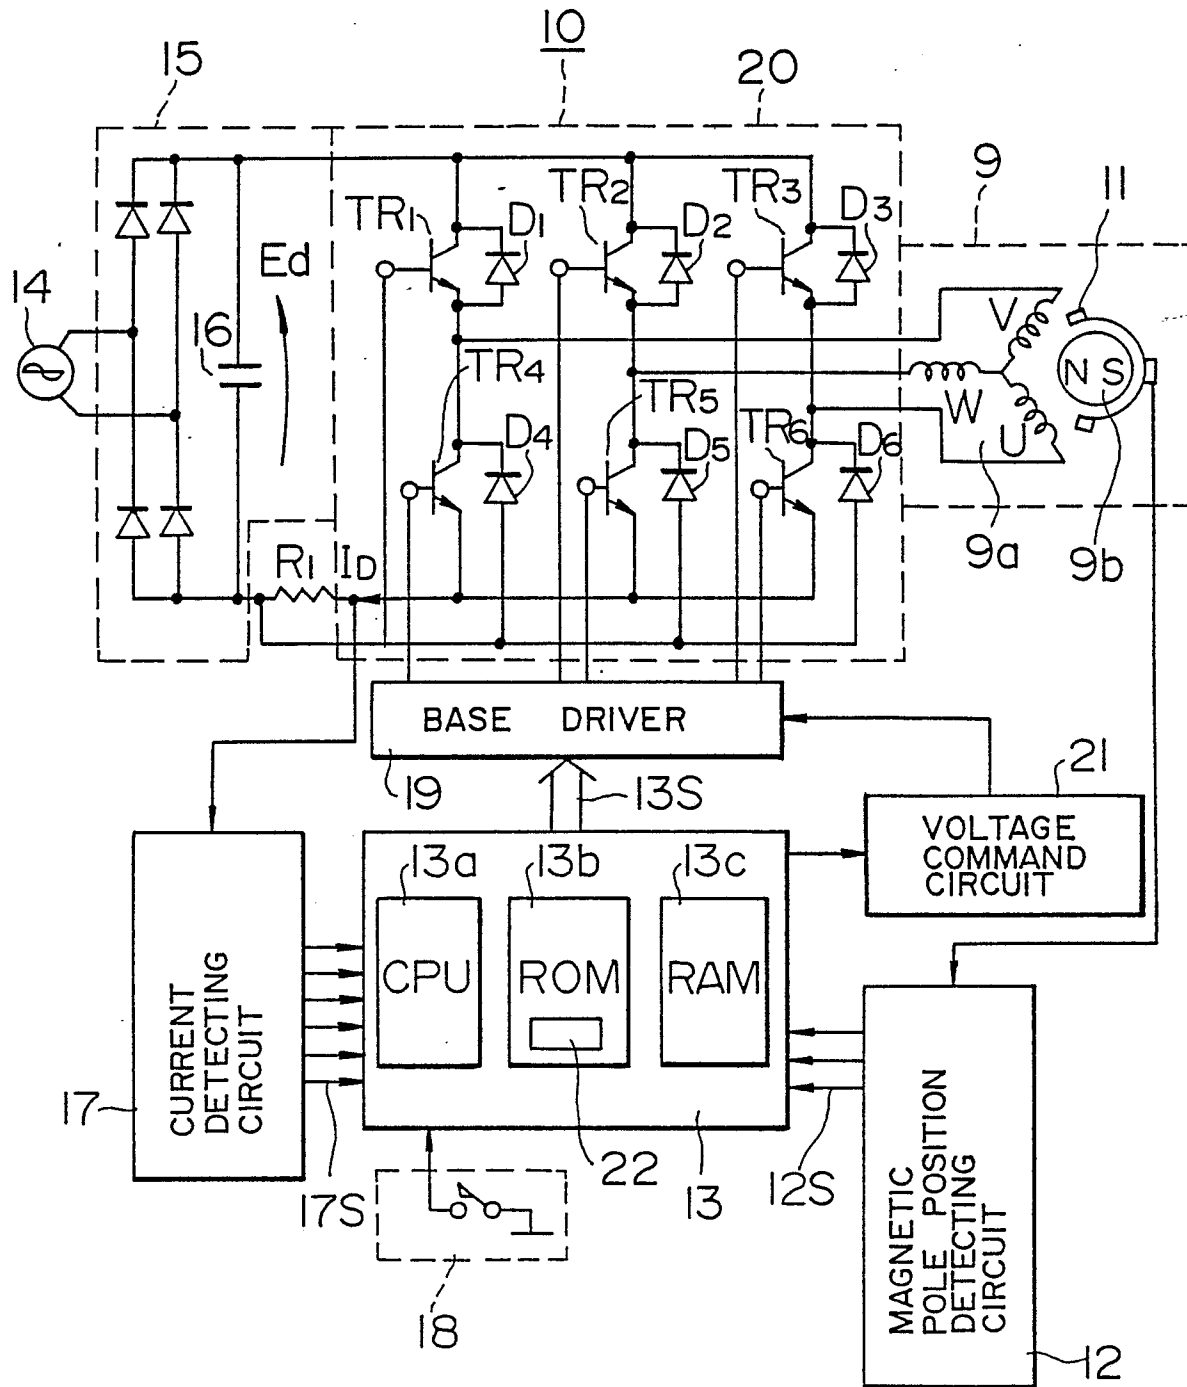 10
15
20
9
11
TR1
D1
TR2
D2
TR3
D3
Ed
14
16
V
N S
TR4
W
TR5
TR6
U
D4
D5
D6
9a
9b
R1
ID
BASE DRIVER
19
13S
21
VOLTAGE
COMMAND
CIRCUIT
13a
13b
13c
CPU
ROM
RAM
CURRENT
DETECTING
CIRCUIT
17
17S
22
13
12S
18
MAGNETIC
POLE POSITION
DETECTING
CIRCUIT
12